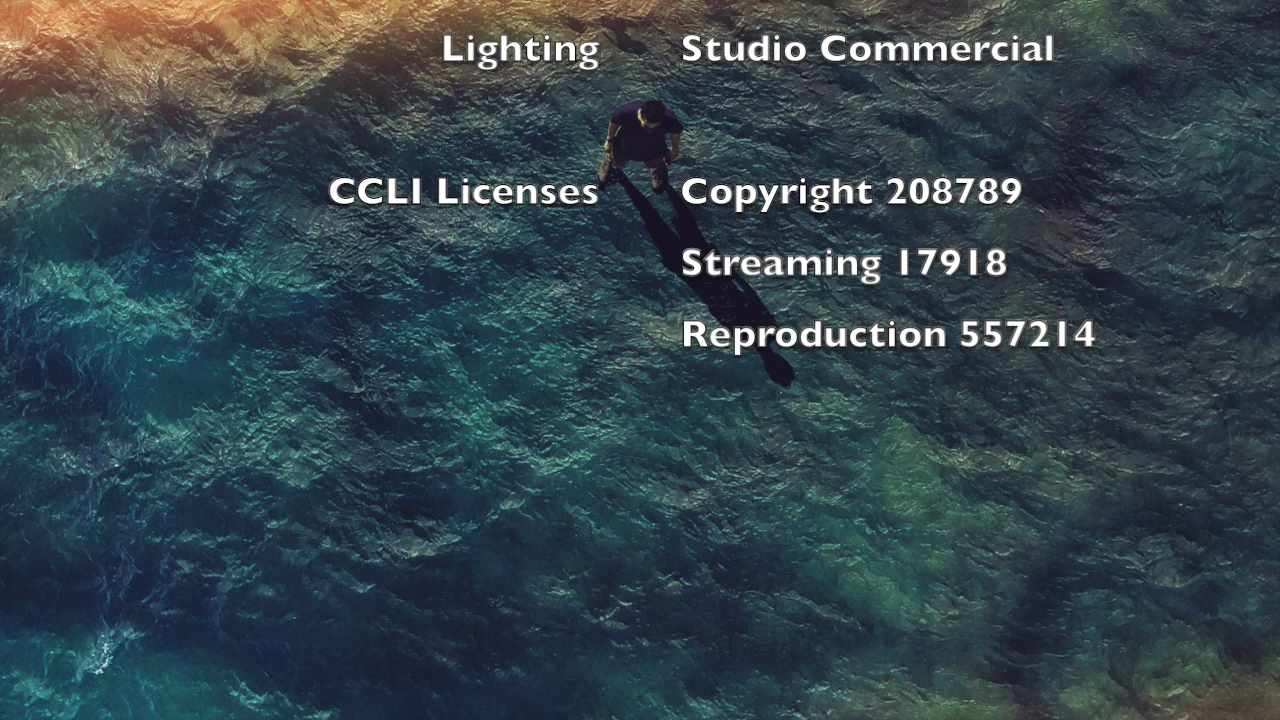 Lighting Studio Commercial
CCLI Licenses Copyright 208789
Streaming 17918
Reproduction 557214